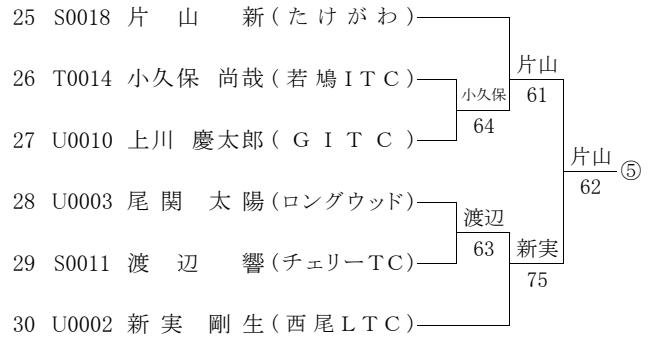 25 S0018 片山 新(たけがわ)
片山
26 T0014 小久保 尚哉(若鳩ITC)
小久保
61
64
27 U0010 上川 慶太郎(GITC)
片山
⑤
62
28 U0003 尾関 太陽(ロングウッド)
渡辺
63
新実
29 S0011 渡辺 響(チェリーTC)
75
30 U0002 新実 剛生(西尾LTC)